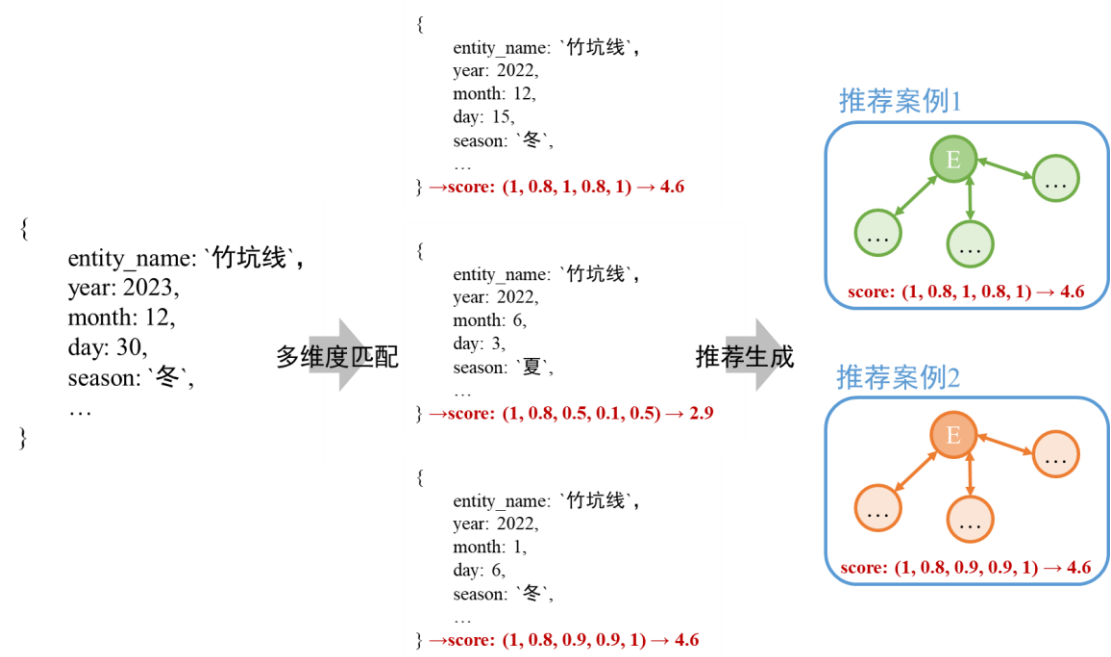 {
entity_name: `竹坑线`,
year: 2023,
month: 12,
day: 30,
season: `冬`,
…
}
多维度匹配
{
entity_name: `竹坑线`,
year: 2022,
month: 12,
day: 15,
season: `冬`,
…
} →score: (1, 0.8, 1, 0.8, 1) → 4.6
{
entity_name: `竹坑线`,
year: 2022,
month: 6,
day: 3,
season: `夏`,
…
} →score: (1, 0.8, 0.5, 0.1, 0.5) → 2.9
{
entity_name: `竹坑线`,
year: 2022,
month: 1,
day: 6,
season: `冬`,
…
} →score: (1, 0.8, 0.9, 0.9, 1) → 4.6
推荐生成
推荐案例1
E
…
…
…
score: (1, 0.8, 1, 0.8, 1) → 4.6
推荐案例2
E
…
…
…
score: (1, 0.8, 0.9, 0.9, 1) → 4.6